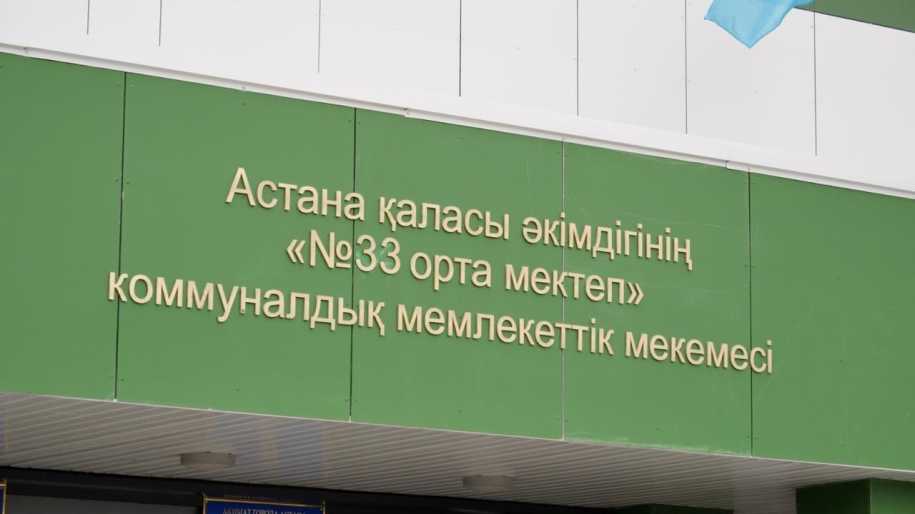 Астана қаласы әкімдігінің
«№33 орта мектеп»
коммуналдық мемлекеттік мекемесі